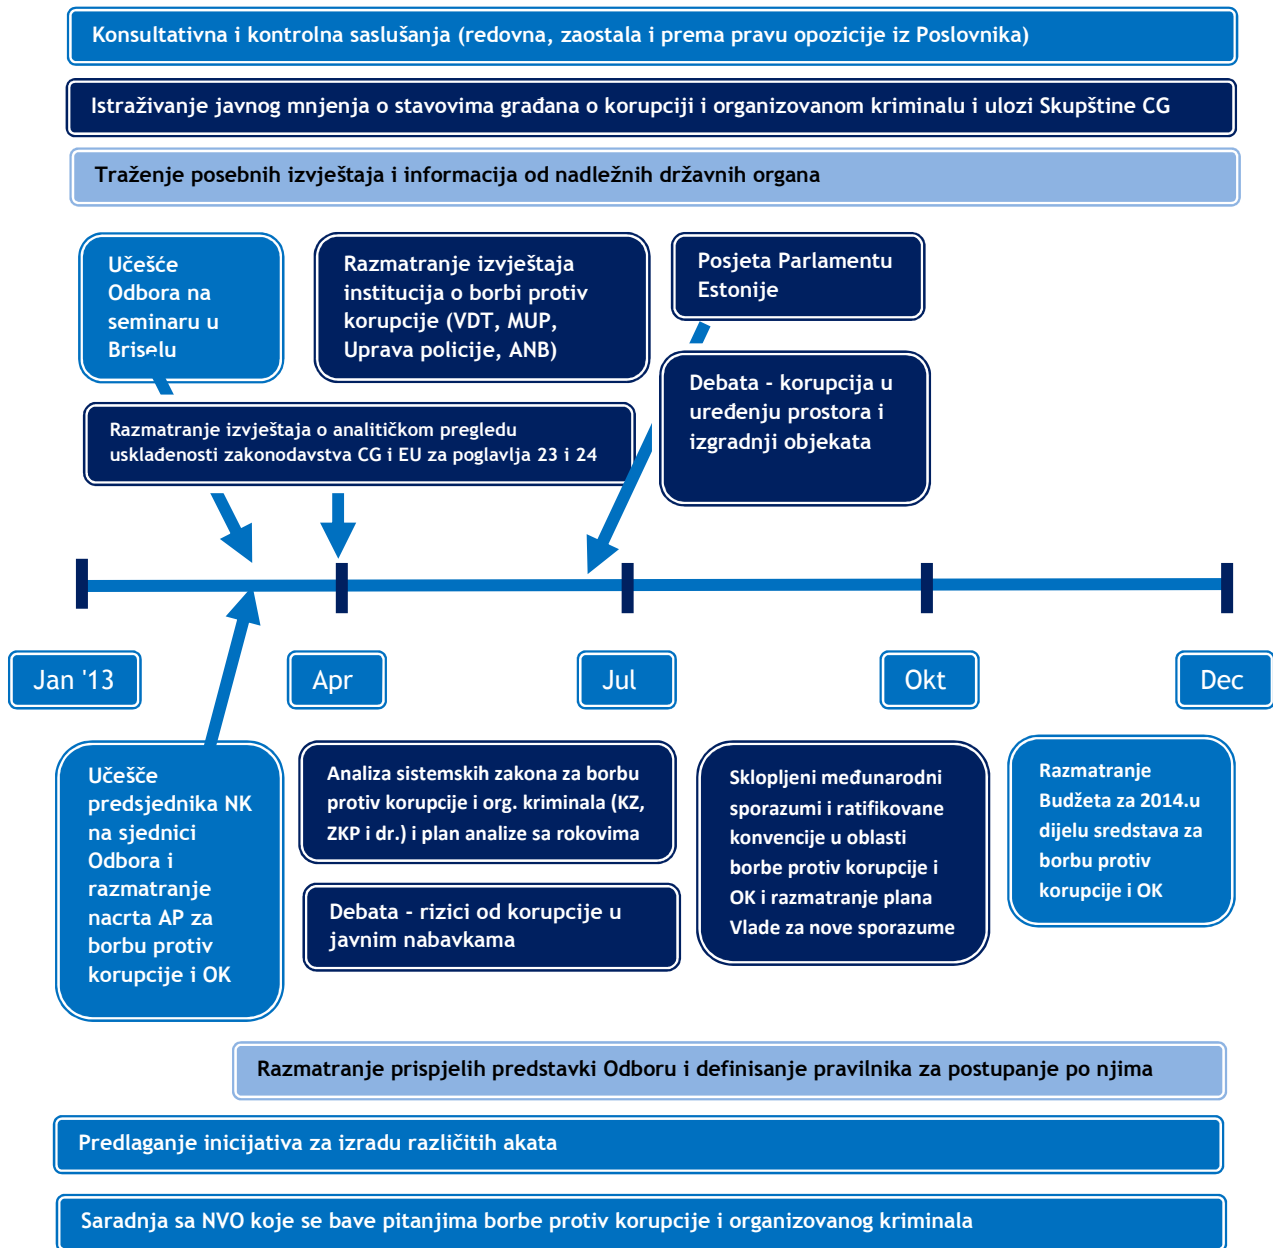 Konsultativna i kontrolna saslušanja (redovna, zaostala i prema pravu opozicije iz Poslovnika)
Istraživanje javnog mnjenja o stavovima građana o korupciji i organizovanom kriminalu i ulozi Skupštine CG
Traženje posebnih izvještaja i informacija od nadležnih državnih organa
Učešće
Odbora na
seminaru u
Briselu
Razmatranje izvještaja
institucija o borbi protiv
korupcije (VDT, MUP,
Uprava policije, ANB)
Posjeta Parlamentu
Estonije
Debata - korupcija u
uređenju prostora i
izgradnji objekata
Razmatranje izvještaja o analitičkom pregledu
usklađenosti zakonodavstva CG i EU za poglavlja 23 i 24
Jan '13
Apr
Jul
Okt
Dec
Učešče
predsjednika NK
na sjednici
Odbora i
razmatranje
nacrta AP za
borbu protiv
korupcije i OK
Analiza sistemskih zakona za borbu
protiv korupcije i org. kriminala (KZ,
ZKP i dr.) i plan analize sa rokovima
Debata - rizici od korupcije u
javnim nabavkama
Sklopljeni međunarodni
sporazumi i ratifikovane
konvencije u oblasti
borbe protiv korupcije i
OK i razmatranje plana
Vlade za nove sporazume
Razmatranje
Budžeta za 2014.u
dijelu sredstava za
borbu protiv
korupcije i OK
Razmatranje prispjelih predstavki Odboru i definisanje pravilnika za postupanje po njima
Predlaganje inicijativa za izradu različitih akata
Saradnja sa NVO koje se bave pitanjima borbe protiv korupcije i organizovanog kriminala